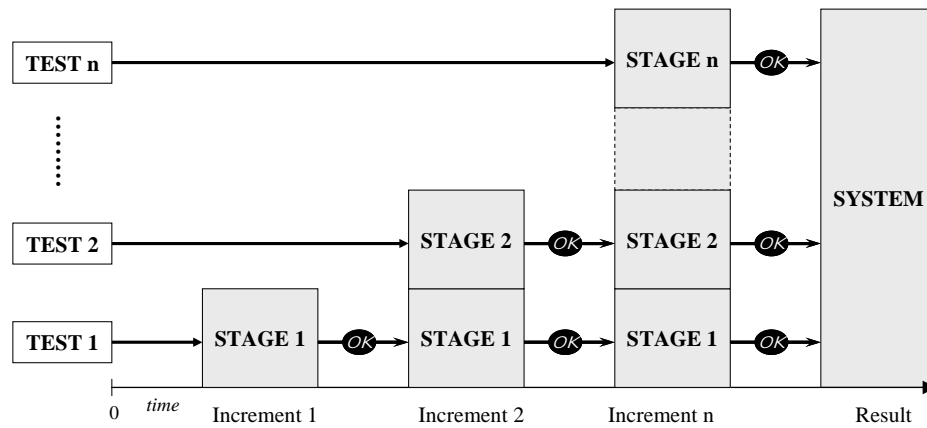 TEST n
STAGE n
OK
TEST 2
STAGE 2
OK
STAGE 2
OK
SYSTEM
TEST 1
STAGE 1
OK
STAGE 1
OK
STAGE 1
OK
0
time
Increment 1
Increment 2
Increment n
Result